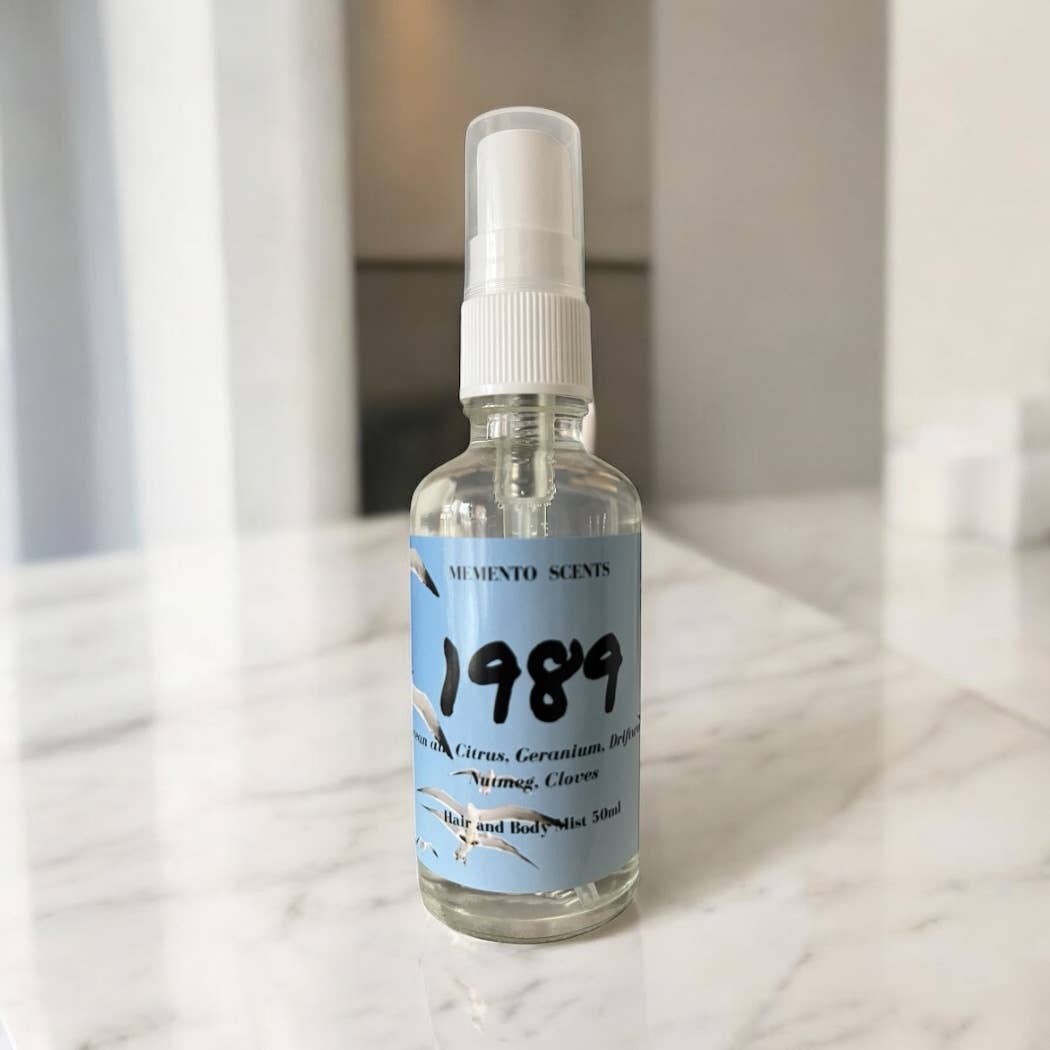 MEMENTO SCENTS
1989
air, Citrus, Geranium,
Nutmeg, Cloves
Hair and Body Mist 50ml